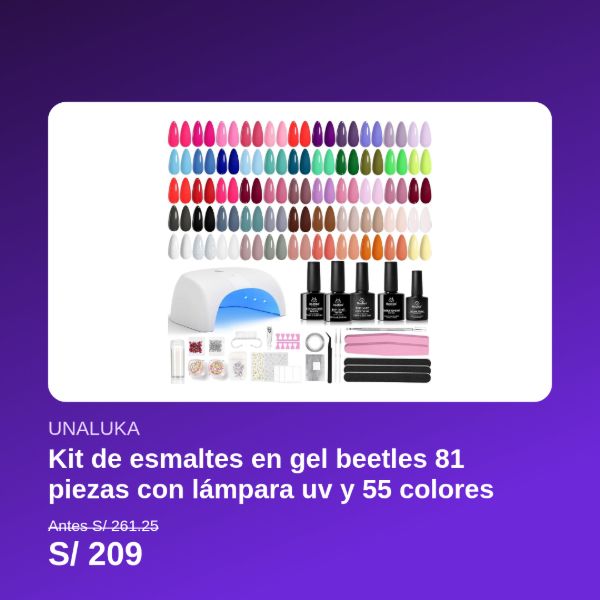 UNALUKA
Kit de esmaltes en gel beetles 81
piezas con lámpara uv y 55 colores
Antes S/ 261.25
S/ 209